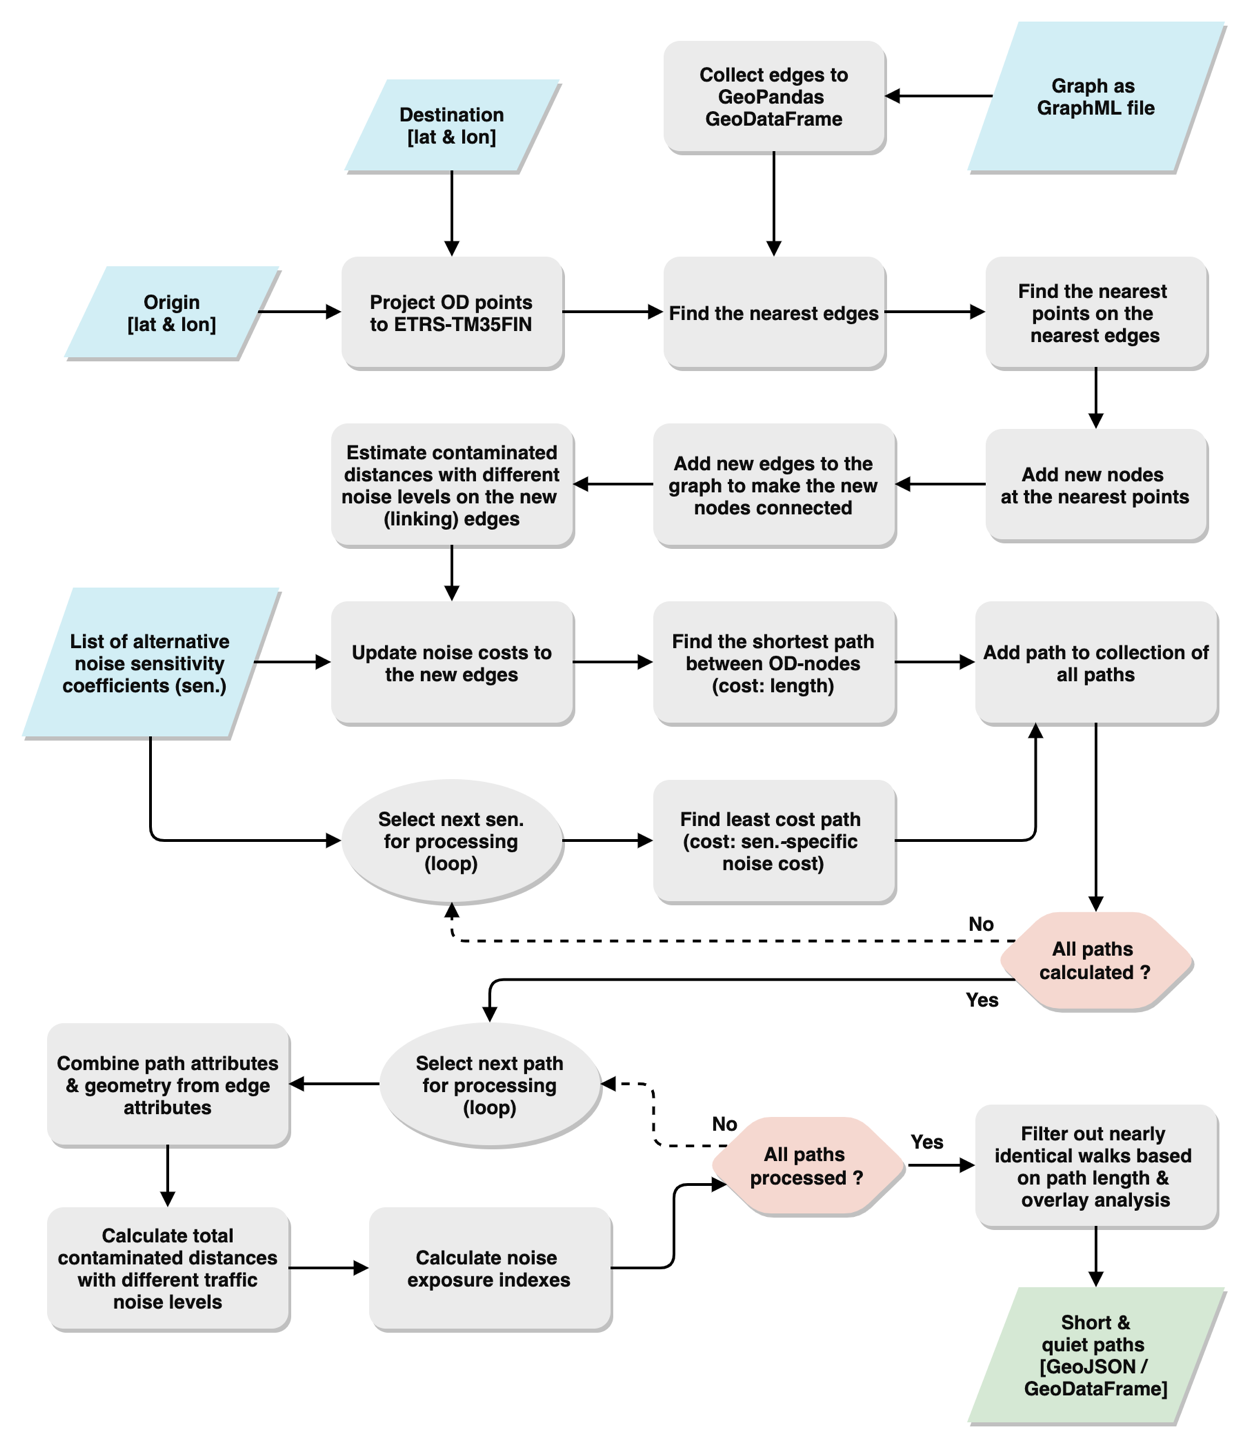 Collect edges to
GeoPandas
GeoDataFrame
Graph as
GraphML file
Destination
[lat & lon]
Origin
[lat & lon]
Project OD points
to ETRS-TM35FIN
Find the nearest edges
Find the nearest
points on the
nearest edges
Estimate contaminated
distances with different
noise levels on the new
(linking) edges
Add new edges to the
graph to make the new
nodes connected
Add new nodes
at the nearest points
List of alternative
noise sensitivity
coefficients (sen.)
Update noise costs to
the new edges
Find the shortest path
between OD-nodes
(cost: length)
Add path to collection of
all paths
Select next sen.
for processing
(loop)
Find least cost path
(cost: sen.-specific
noise cost)
No
All paths
calculated ?
Yes
Combine path attributes
& geometry from edge
attributes
Select next path
for processing
(loop)
No
All paths
processed ?
Yes
Filter out nearly
identical walks based
on path length &
overlay analysis
Calculate total
contaminated distances
with different traffic
noise levels
Calculate noise
exposure indexes
Short &
quiet paths
[GeoJSON /
GeoDataFrame]